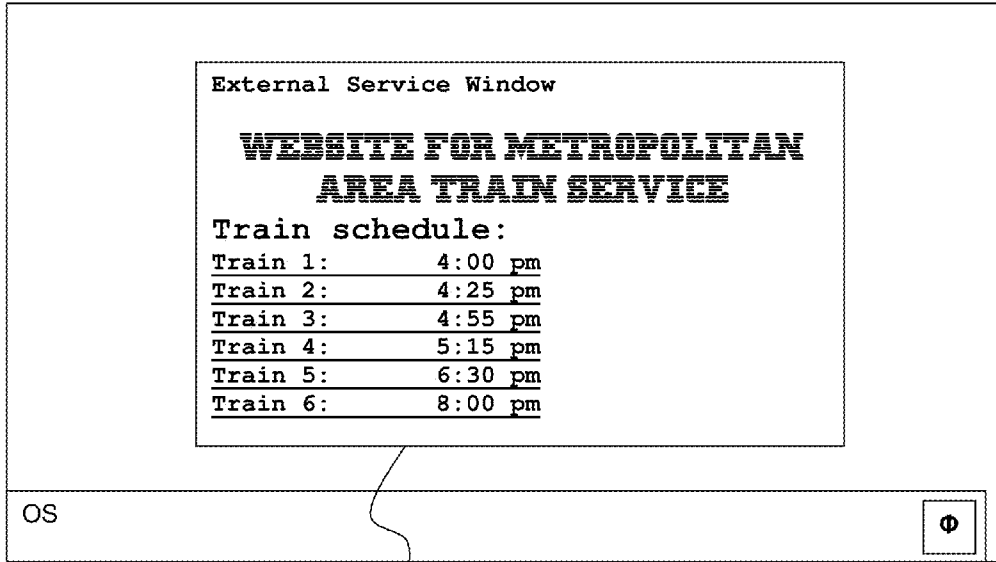 External Service Window
WEBSITE FOR METROPOLITAN
AREA TRAIN SERVICE
Train schedule:
Train 1: 4:00 pm
Train 2: 4:25 pm
Train 3: 4:55 pm
Train 4: 5:15 pm
Train 5: 6:30 pm
Train 6: 8:00 pm
OS
Φ